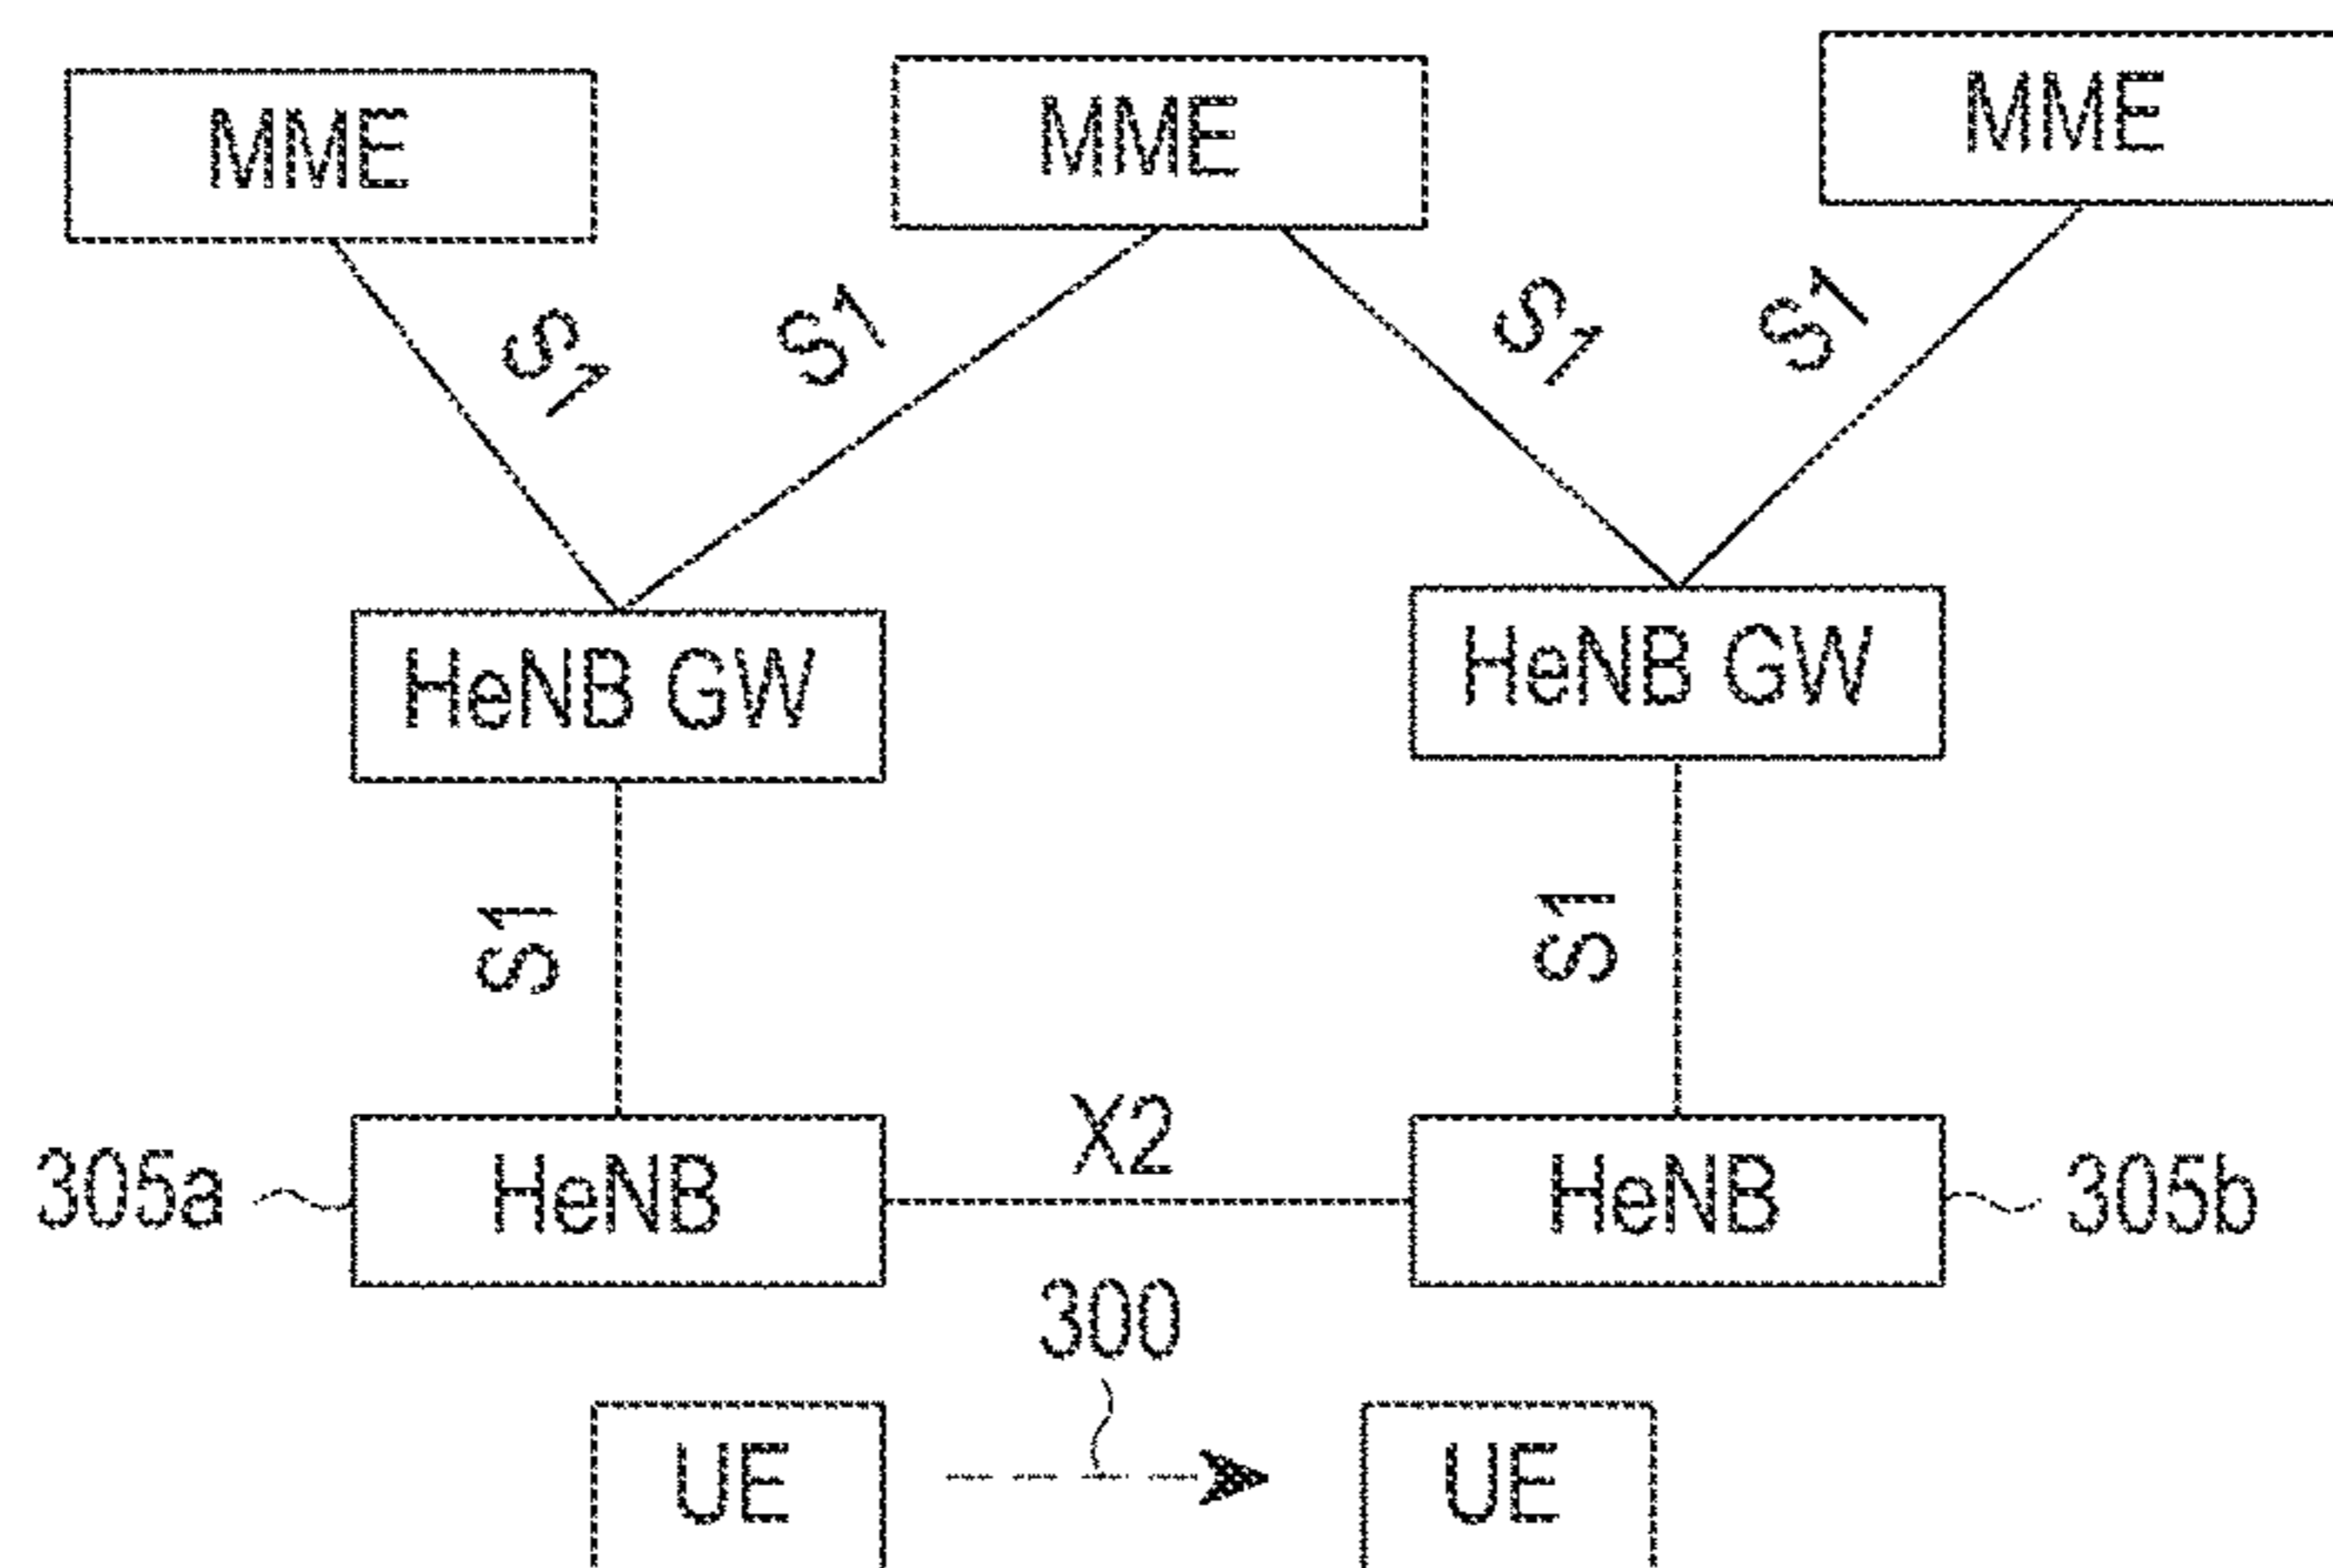 MME MME MME
S1 S1 S1 S1
HeNB GW HeNB GW
S1 S1
X2
305a HeNB HeNB 305b
300
UE UE